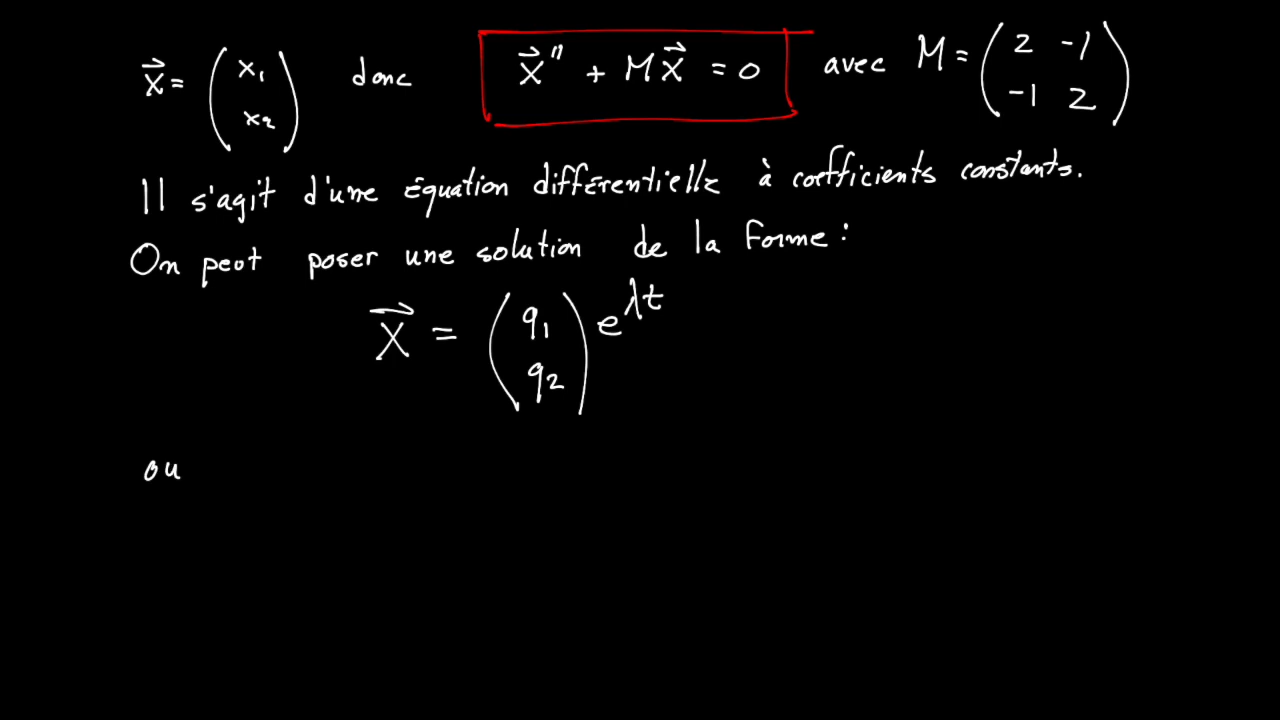 X⃗ = (x₁ x₂) donc X⃗" + MX⃗ = 0 avec M = (2 -1 -1 2)
Il s'agit d'une équation différentielle à coefficients constants.
On peut poser une solution de la forme :
X⃗ = (q₁ q₂) e^λt
ou